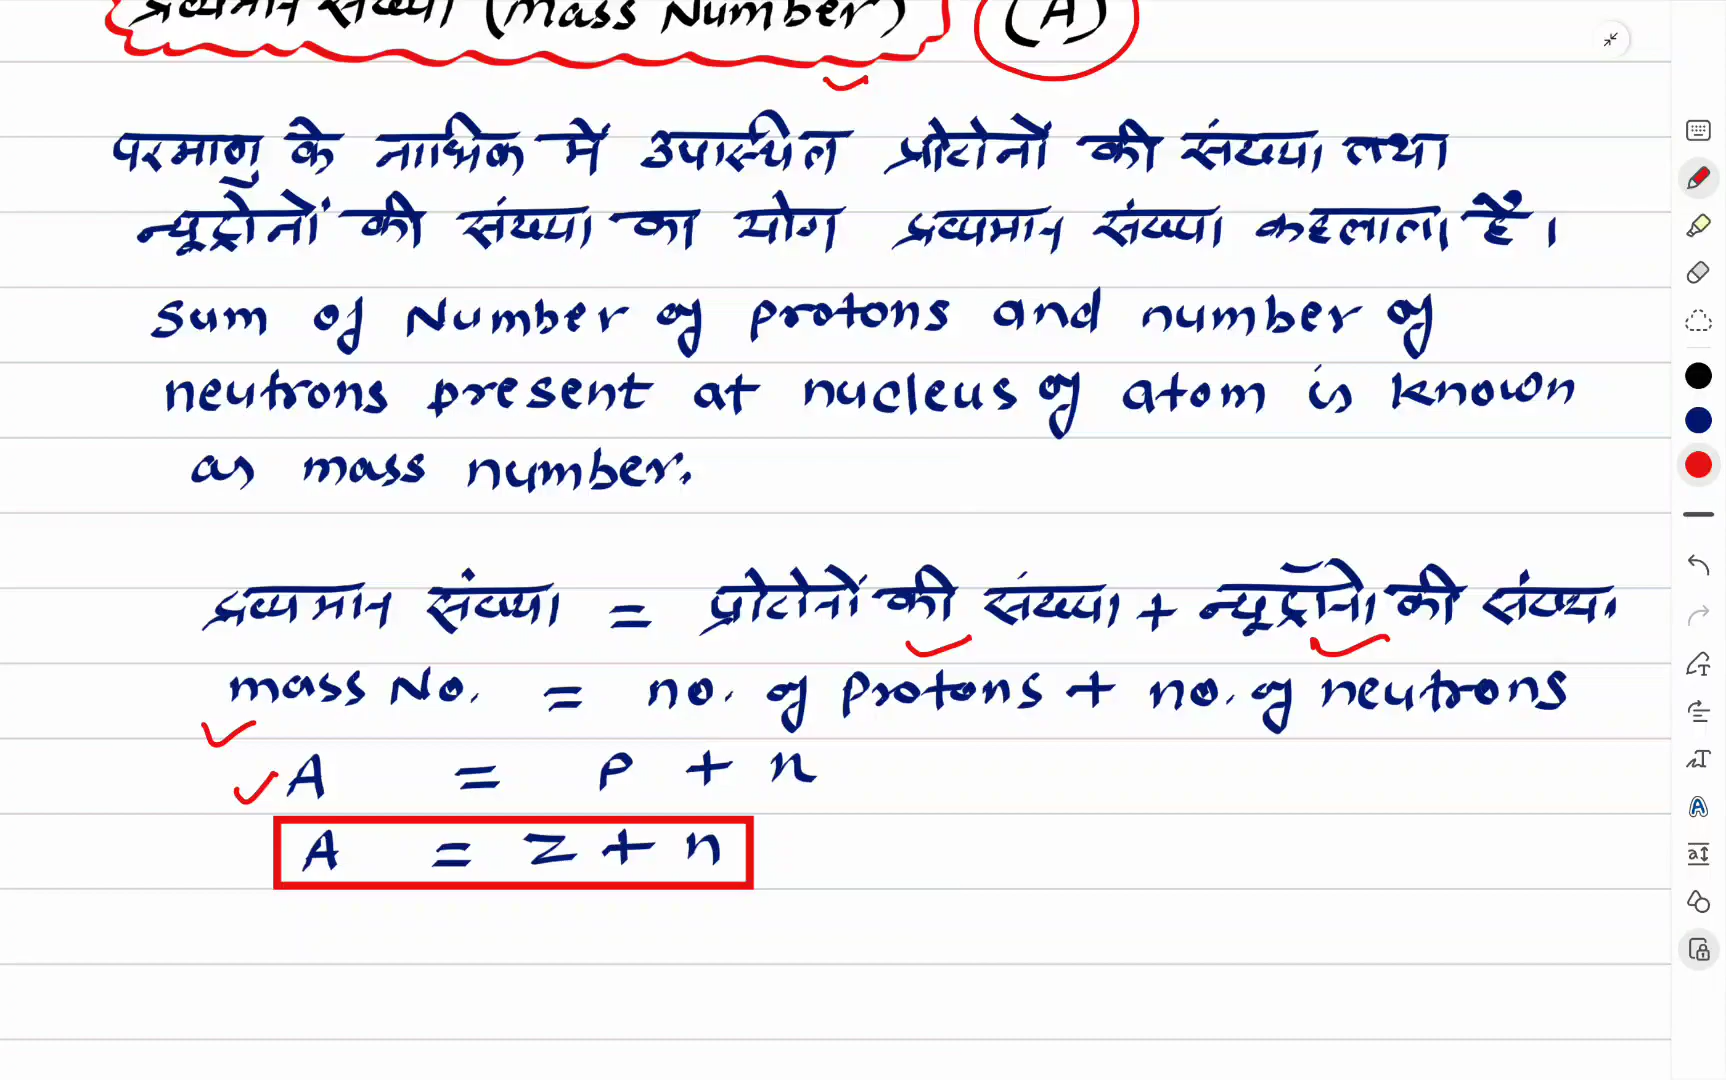 द्रव्यमान संख्या (Mass Number) (A)
परमाणु के नाभिक में उपस्थित प्रोटोनों की संख्या तथा
न्यूट्रोनों की संख्या का योग द्रव्यमान संख्या कहलाता है।
Sum of Number of protons and number of
neutrons present at nucleus of atom is known
as mass number.
द्रव्यमान संख्या = प्रोटोनों की संख्या + न्यूट्रॉनों की संख्या
mass No. = no. of protons + no. of neutrons
A = P + n
A = Z + n